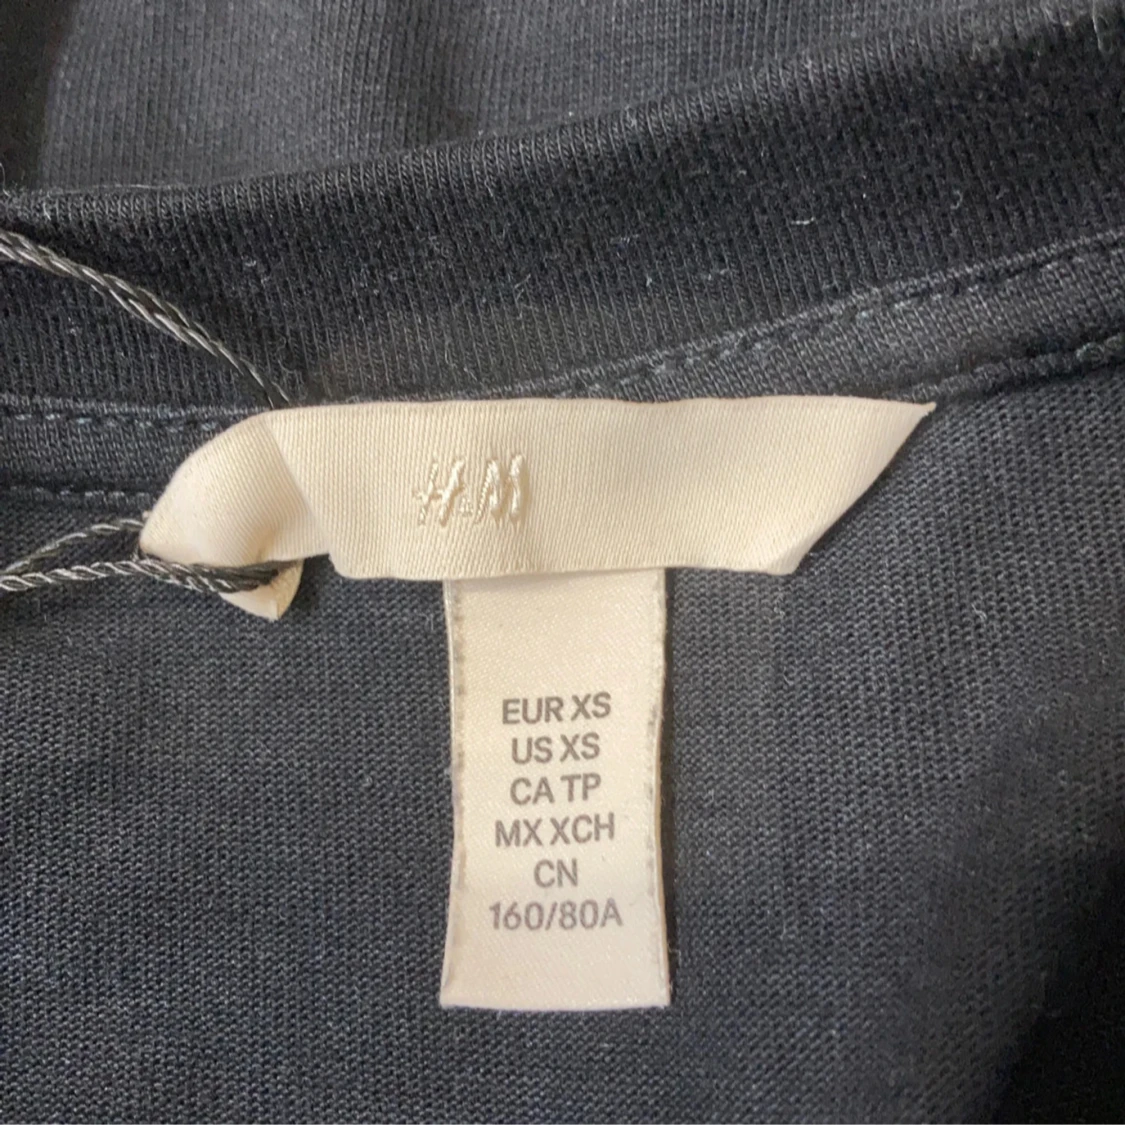 H&M
EUR XS
US XS
CA TP
MX XCH
CN
160/80A